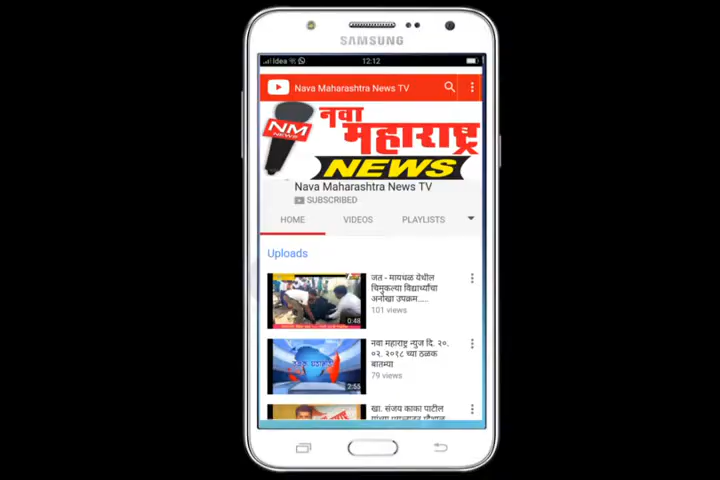 SAMSUNG
Idea
12:12
Nava Maharashtra News TV
नवा
NM
NEWS
महाराष्ट्र
NEWS
Nava Maharashtra News TV
SUBSCRIBED
HOME VIDEOS PLAYLISTS
Uploads
जत - मायथळ येथील
चिमुकल्या विद्यार्थ्यांचा
अनोखा उपक्रम.....
101 views
0:48
नवा महाराष्ट्र न्युज दि. २०.
०२. २०१८ च्या ठळक
बातम्या
79 views
2:55
खा. संजय काका पाटील